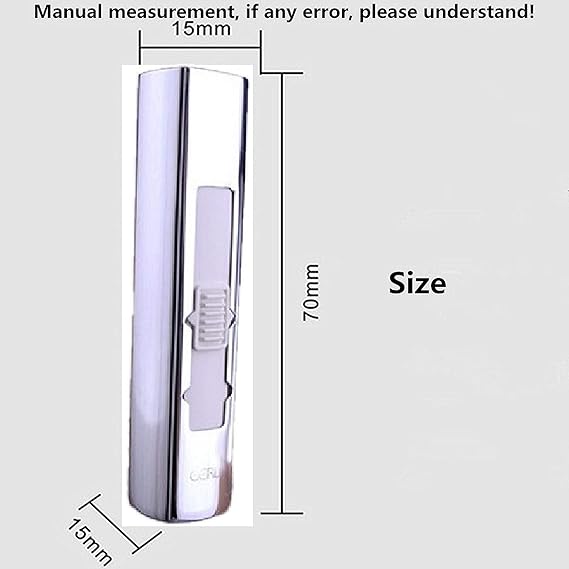 Manual measurement, if any error, please understand!
15mm
70mm
Size
15mm